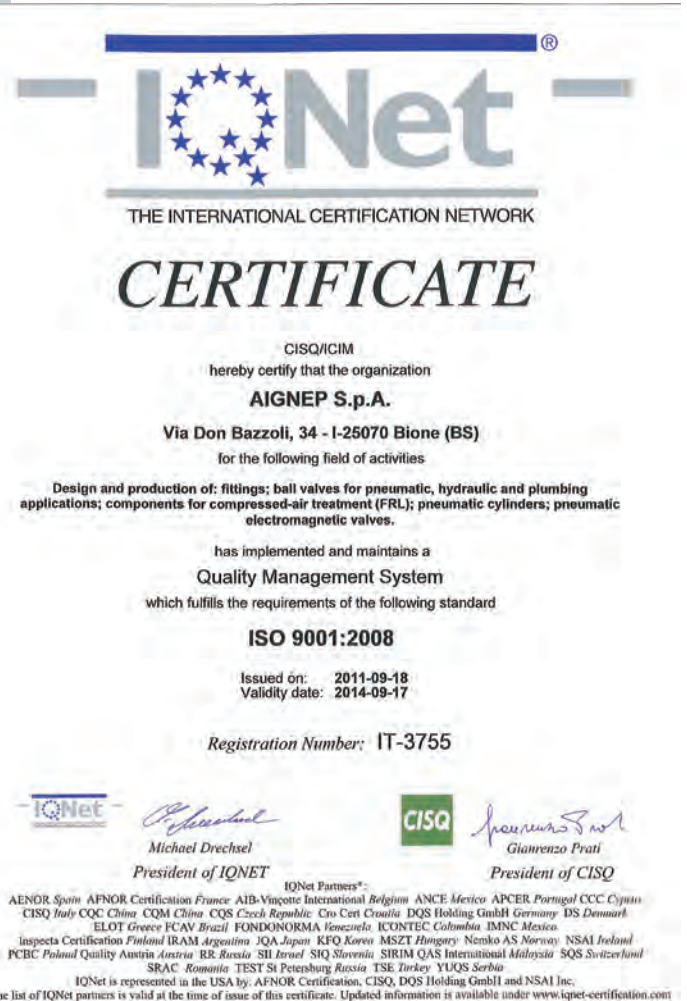 ®
IQNet
THE INTERNATIONAL CERTIFICATION NETWORK
CERTIFICATE
CISQ/ICIM
hereby certify that the organization
AIGNEP S.p.A.
Via Don Bazzoli, 34 - I-25070 Bione (BS)
for the following field of activities
Design and production of: fittings; ball valves for pneumatic, hydraulic and plumbing
applications; components for compressed-air treatment (FRL); pneumatic cylinders; pneumatic
electromagnetic valves.
has implemented and maintains a
Quality Management System
which fulfills the requirements of the following standard
ISO 9001:2008
Issued on: 2011-09-18
Validity date: 2014-09-17
Registration Number: IT-3755
IQNet
CISQ
Michael Drechsel
Gianrenzo Prati
President of IQNET
President of CISQ
IQNet Partners*:
AENOR Spain AFNOR Certification France AIB-Vinçotte International Belgium ANCE Mexico APCER Portugal CCC Cyprus
CISQ Italy CQC China CQM China CQS Czech Republic Cro Cert Croatia DQS Holding GmbH Germany DS Denmark
ELOT Greece FCAV Brazil FONDONORMA Venezuela ICONTEC Colombia IMNC Mexico
Inspecta Certification Finland IRAM Argentina JQA Japan KFQ Korea MSZT Hungary Nemko AS Norway NSAI Ireland
PCBC Poland Quality Austria Austria RR Russia SII Israel SIQ Slovenia SIRIM QAS International Malaysia SQS Switzerland
SRAC Romania TEST St Petersburg Russia TSE Turkey YUQS Serbia
IQNet is represented in the USA by: AFNOR Certification, CISQ, DQS Holding GmbH and NSAI Inc.
list of IQNet partners is valid at the time of issue of this certificate. Updated information is available under www.iqnet-certification.com